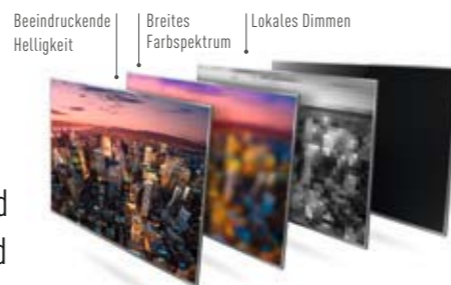 Beeindruckende
Helligkeit
Breites
Farbspektrum
Lokales Dimmen
d
d